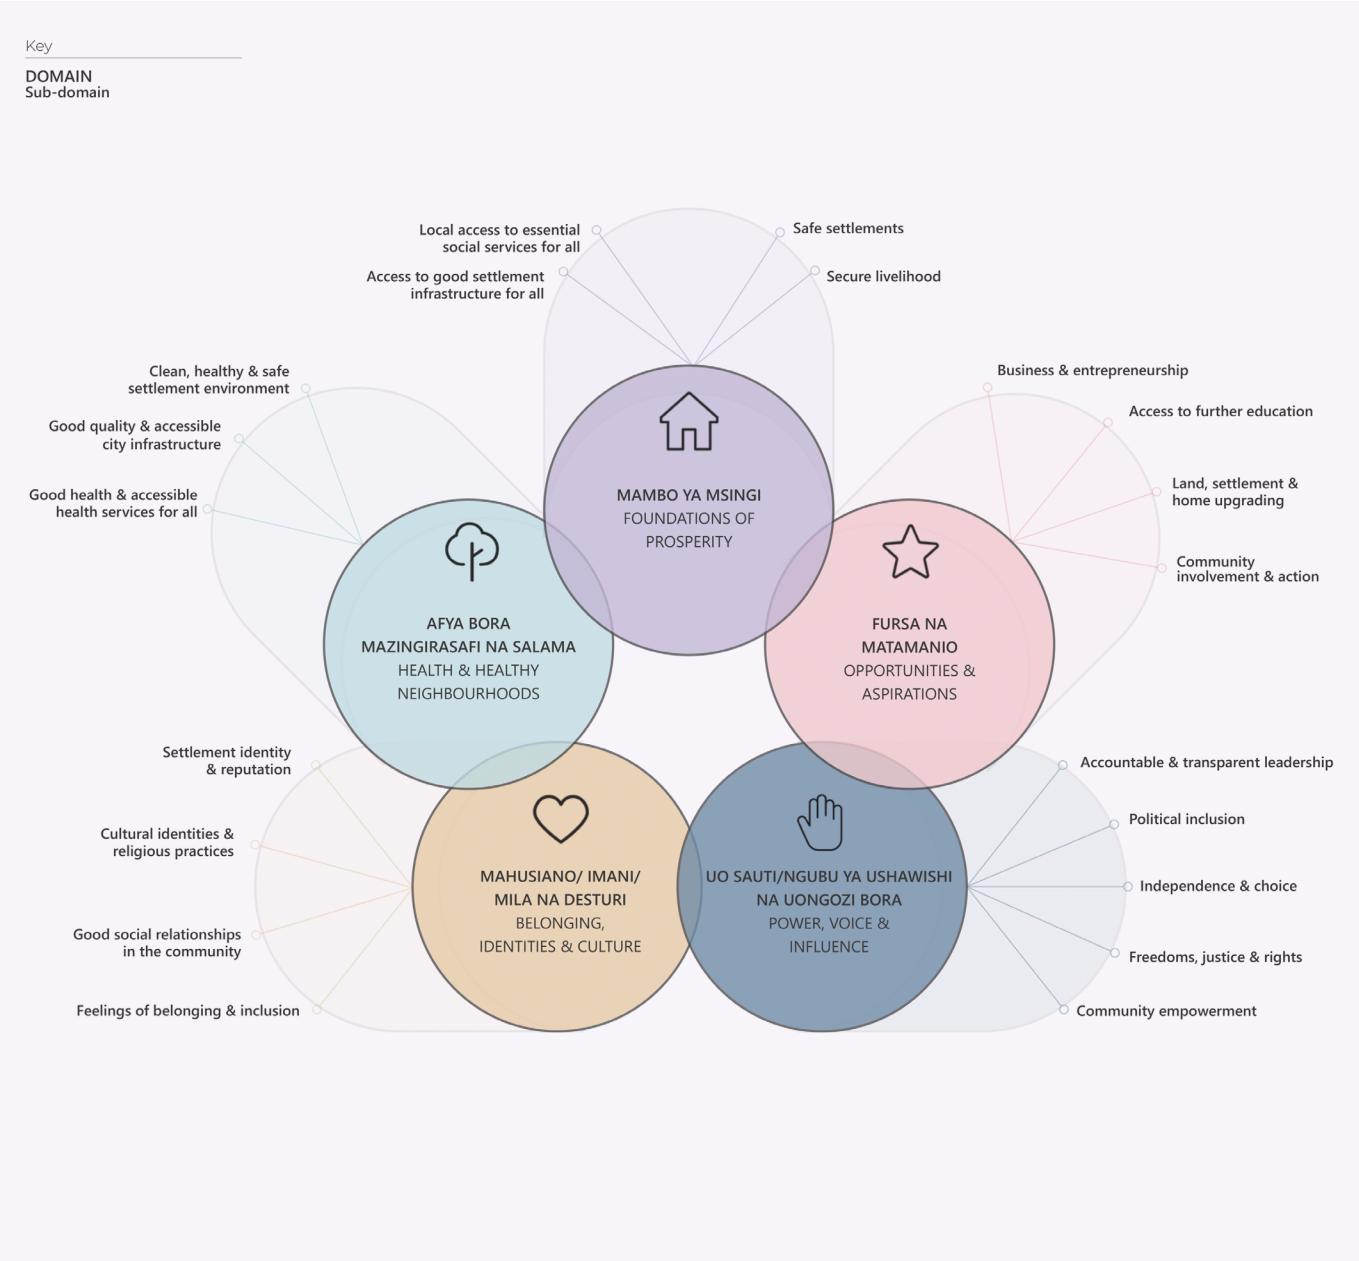 Key
DOMAIN
Sub-domain
Local access to essential
social services for all
Access to good settlement
infrastructure for all
Safe settlements
Secure livelihood
MAMBO YA MSINGI
FOUNDATIONS OF
PROSPERITY
Clean, healthy & safe
settlement environment
Good quality & accessible
city infrastructure
Good health & accessible
health services for all
AFYA BORA
MAZINGIRASAFI NA SALAMA
HEALTH & HEALTHY
NEIGHBOURHOODS
Business & entrepreneurship
Access to further education
Land, settlement &
home upgrading
Community
involvement & action
FURSA NA
MATAMANIO
OPPORTUNITIES &
ASPIRATIONS
Settlement identity
& reputation
Cultural identities &
religious practices
Good social relationships
in the community
Feelings of belonging & inclusion
MAHUSIANO/ IMANI/
MILA NA DESTURI
BELONGING,
IDENTITIES & CULTURE
UO SAUTI/NGUBU YA USHAWISHI
NA UONGOZI BORA
POWER, VOICE &
INFLUENCE
Accountable & transparent leadership
Political inclusion
Independence & choice
Freedoms, justice & rights
Community empowerment